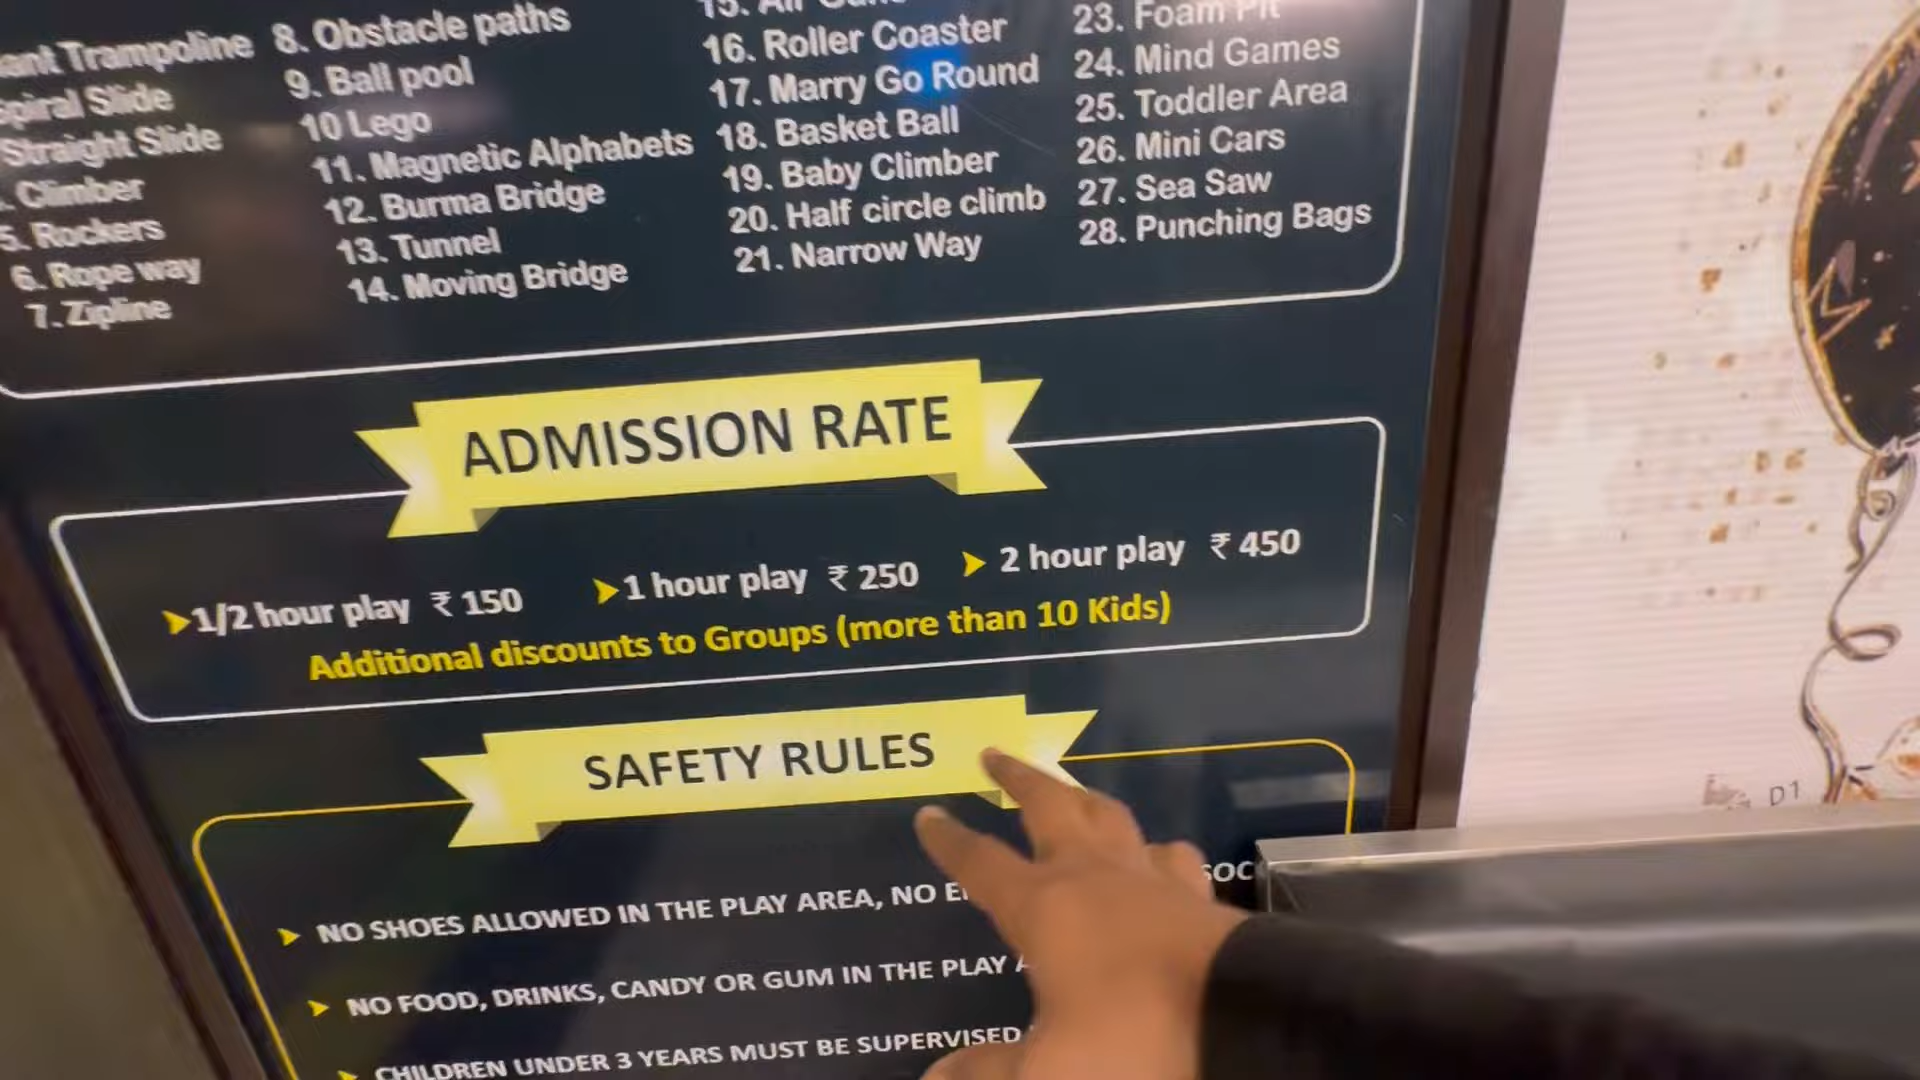 ant Trampoline
Spiral Slide
Straight Slide
. Climber
5. Rockers
6. Rope way
7. Zipline
8. Obstacle paths
9. Ball pool
10 Lego
11. Magnetic Alphabets
12. Burma Bridge
13. Tunnel
14. Moving Bridge
15. Air
16. Roller Coaster
17. Marry Go Round
18. Basket Ball
19. Baby Climber
20. Half circle climb
21. Narrow Way
23. Foam Pit
24. Mind Games
25. Toddler Area
26. Mini Cars
27. Sea Saw
28. Punching Bags
ADMISSION RATE
➤1/2 hour play ₹ 150 ➤1 hour play ₹ 250 ➤ 2 hour play ₹ 450
Additional discounts to Groups (more than 10 Kids)
SAFETY RULES
➤ NO SHOES ALLOWED IN THE PLAY AREA, NO E SOC
➤ NO FOOD, DRINKS, CANDY OR GUM IN THE PLAY A
➤ CHILDREN UNDER 3 YEARS MUST BE SUPERVISED
D1